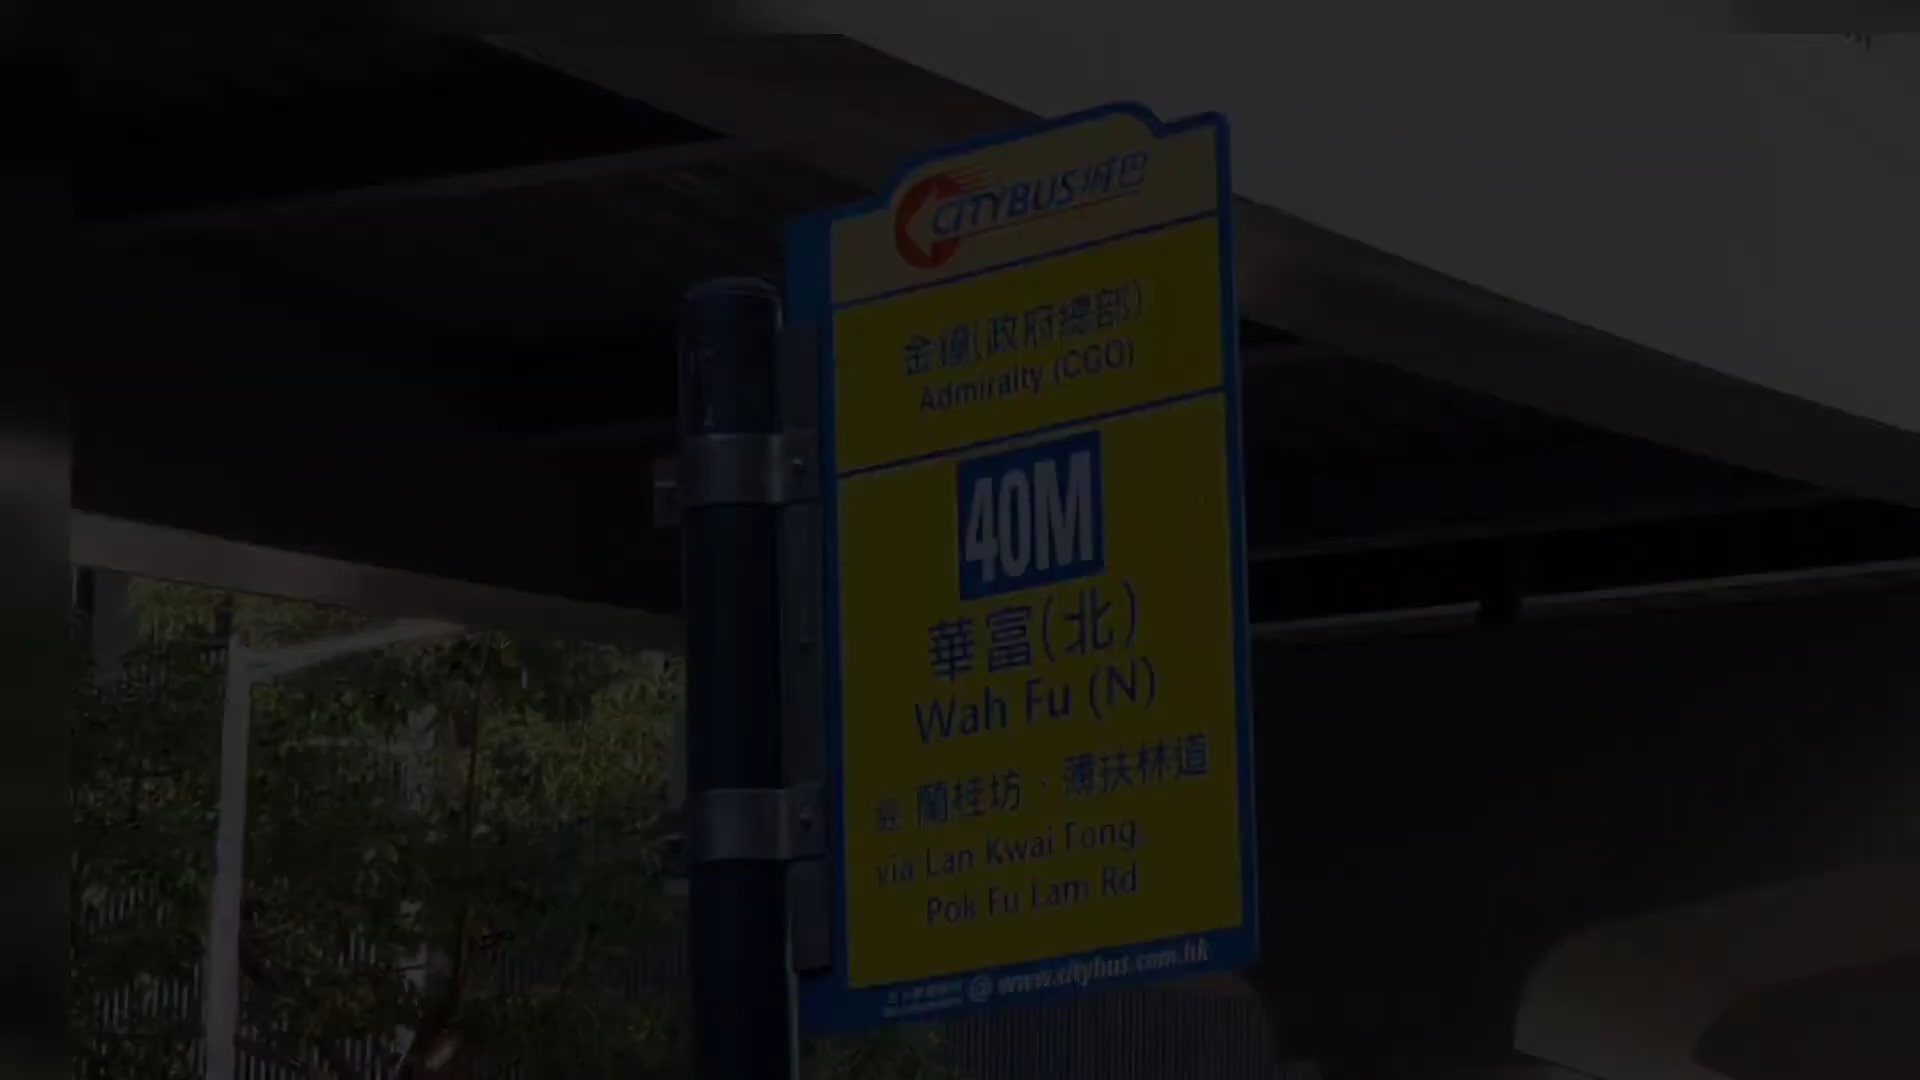 CITYBUS城巴
金鐘(政府總部)
Admiralty (CGO)
40M
華富(北)
Wah Fu (N)
經 蘭桂坊、薄扶林道
via Lan Kwai Fong,
Pok Fu Lam Rd
@ www.citybus.com.hk